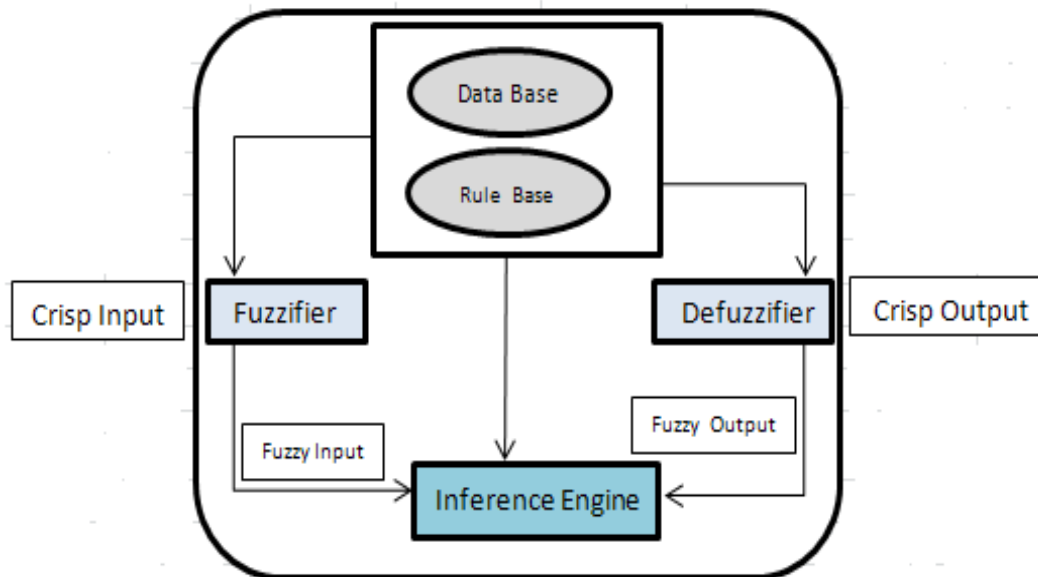 Data Base
Rule Base
Crisp Input
Fuzzifier
Defuzzifier
Crisp Output
Fuzzy Input
Fuzzy Output
Inference Engine